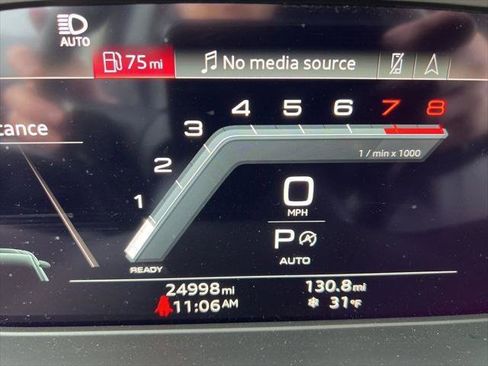 AUTO
75 mi
No media source
4 5 6 7 8
3
tance
2
1 / min x 1000
1
0
MPH
P A
AUTO
READY
24998 mi
130.8 mi
11:06 AM
31 °F